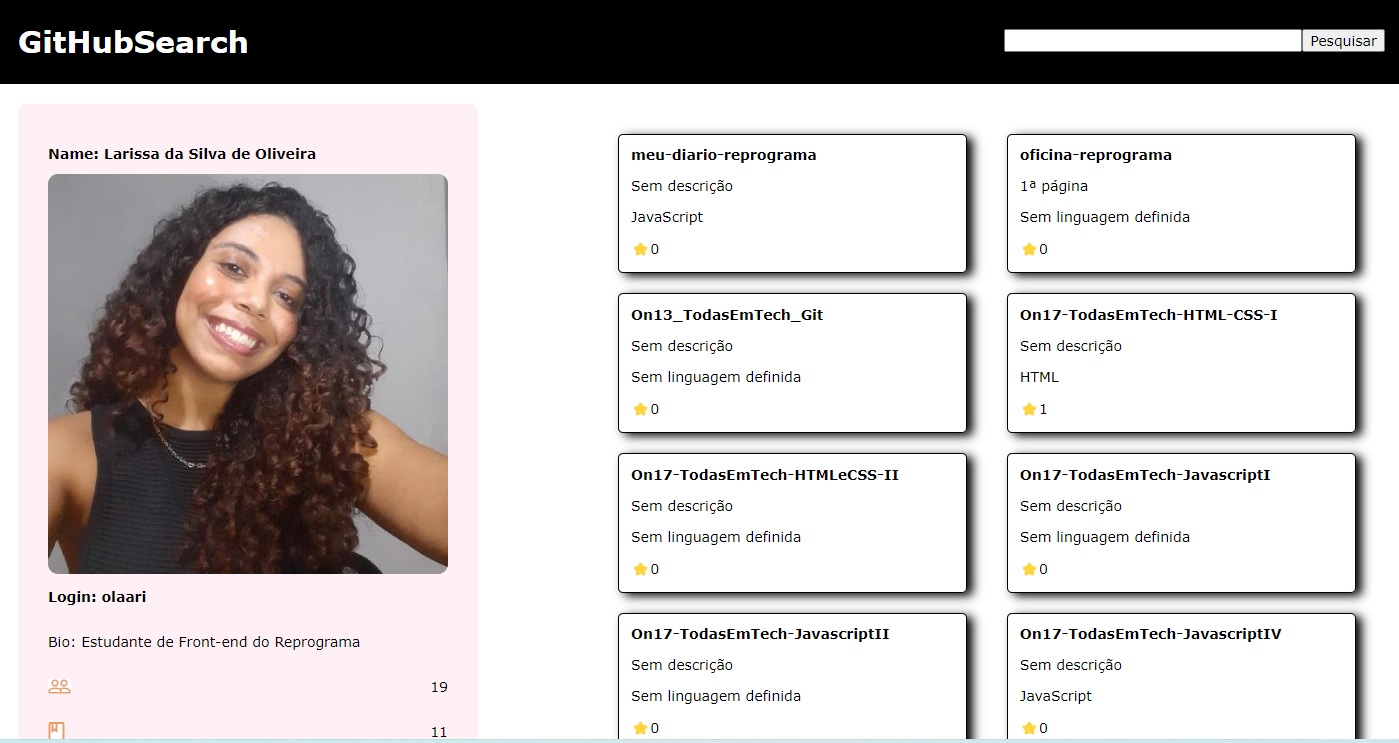 GitHubSearch
Pesquisar
Name: Larissa da Silva de Oliveira
Login: olaari
Bio: Estudante de Front-end do Reprograma
19
11
meu-diario-reprograma
Sem descrição
JavaScript
0
oficina-reprograma
1ª página
Sem linguagem definida
0
On13_TodasEmTech_Git
Sem descrição
Sem linguagem definida
0
On17-TodasEmTech-HTML-CSS-I
Sem descrição
HTML
1
On17-TodasEmTech-HTMLeCSS-II
Sem descrição
Sem linguagem definida
0
On17-TodasEmTech-JavascriptI
Sem descrição
Sem linguagem definida
0
On17-TodasEmTech-JavascriptII
Sem descrição
Sem linguagem definida
0
On17-TodasEmTech-JavascriptIV
Sem descrição
JavaScript
0